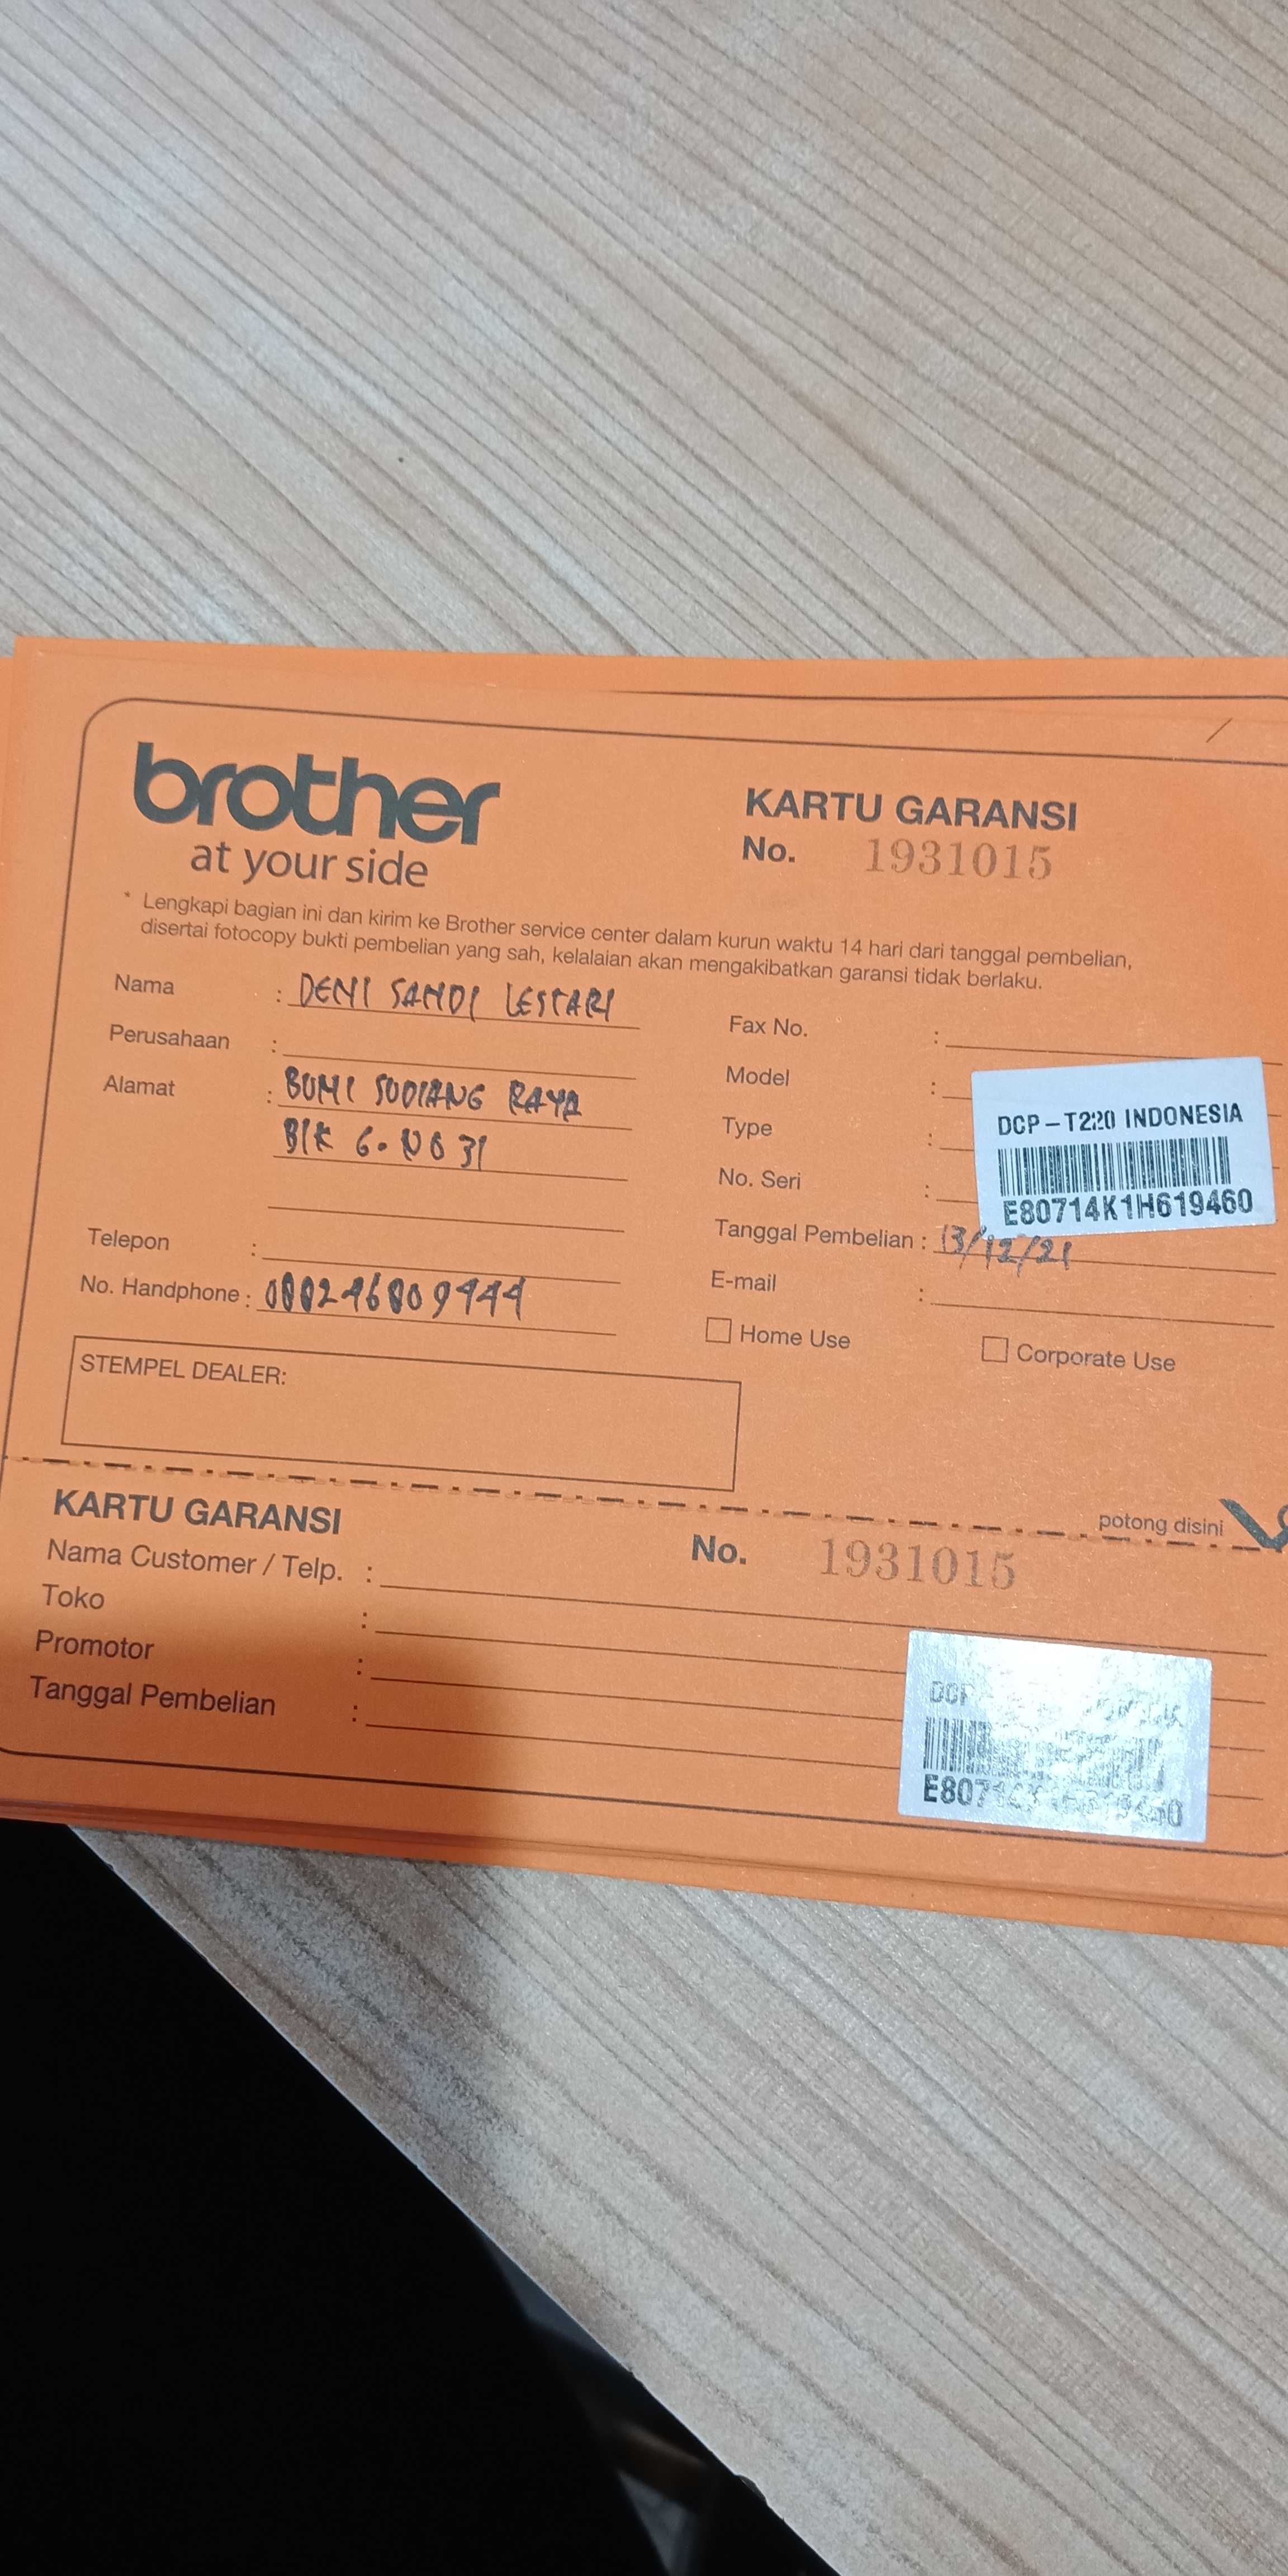 brother
at your side
KARTU GARANSI
No. 1931015
* Lengkapi bagian ini dan kirim ke Brother service center dalam kurun waktu 14 hari dari tanggal pembelian,
disertai fotocopy bukti pembelian yang sah, kelalaian akan mengakibatkan garansi tidak berlaku.
Nama : DENI SANDI LESTARI
Perusahaan :
Alamat : BUMI SUDIANG RAYA
BLK 6. NO 31
Telepon :
No. Handphone :
Fax No. :
Model :
Type :
No. Seri :
DCP-T220 INDONESIA
E80714K1H619460
Tanggal Pembelian : 13/12/21
E-mail :
Home Use
Corporate Use
STEMPEL DEALER:
potong disini
KARTU GARANSI
No. 1931015
Nama Customer / Telp. :
Toko :
Promotor :
Tanggal Pembelian :